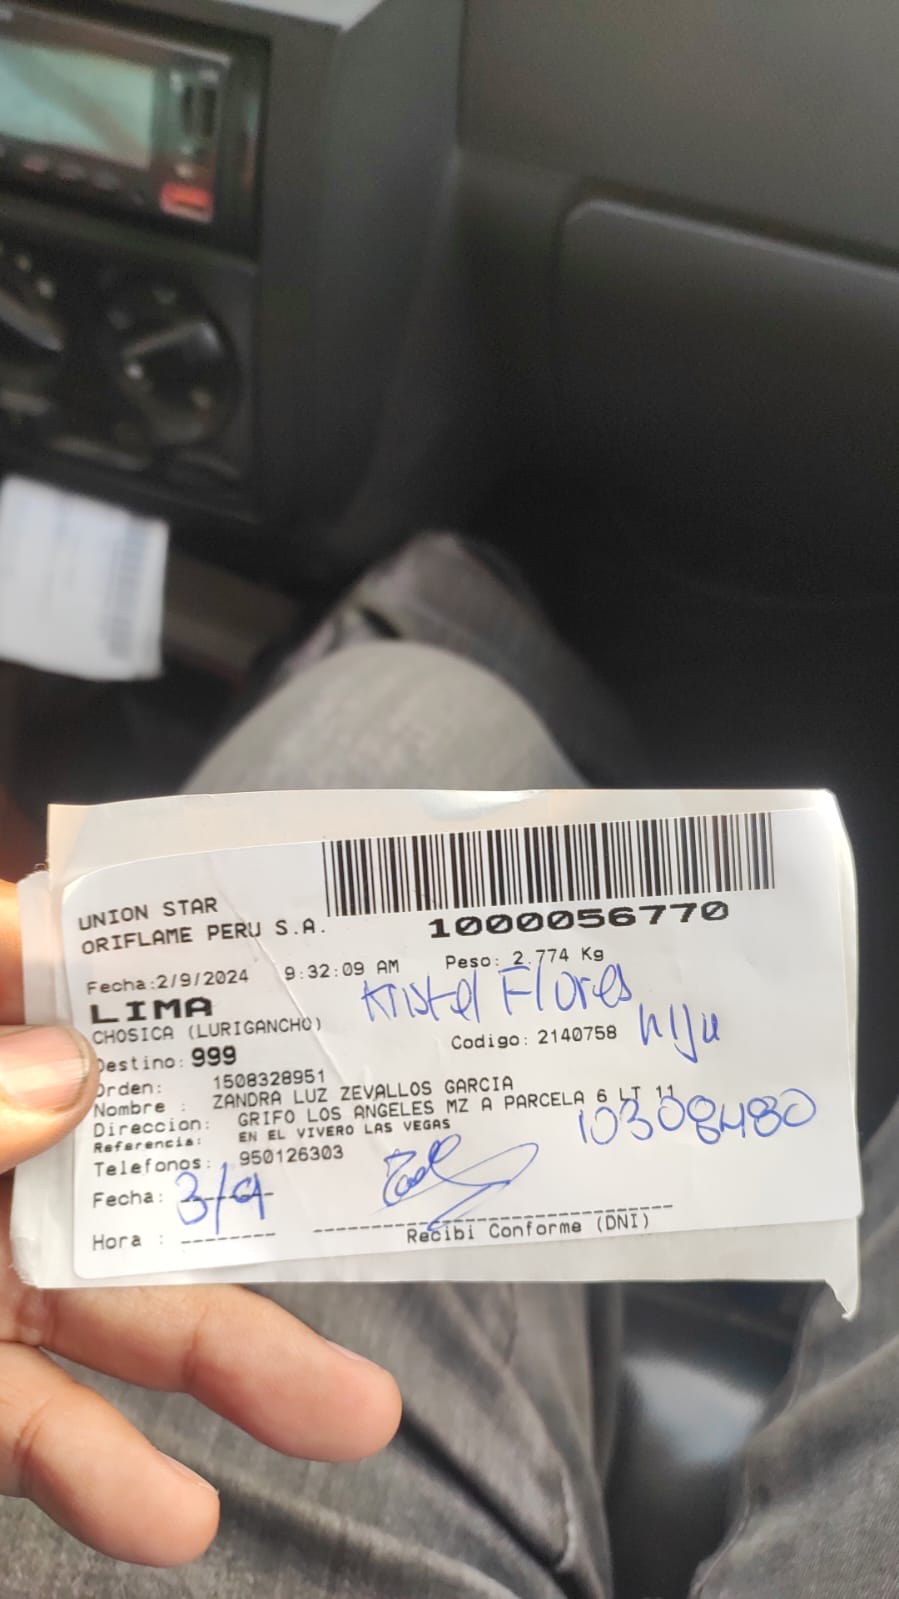 UNION STAR
ORIFLAME PERU S.A.
1000056770
Fecha:2/9/2024 9:32:09 AM Peso: 2.774 Kg
Kristel Flores
LIMA
CHOSICA (LURIGANCHO)
Codigo: 2140758 hija
Destino: 999
Orden: 1508328951
Nombre : ZANDRA LUZ ZEVALLOS GARCIA
Direccion: GRIFO LOS ANGELES MZ A PARCELA 6 LT 11
Referencia: EN EL VIVERO LAS VEGAS
10308480
Telefonos: 950126303
Fecha: 3/9
Hora : --------
Recibi Conforme (DNI)